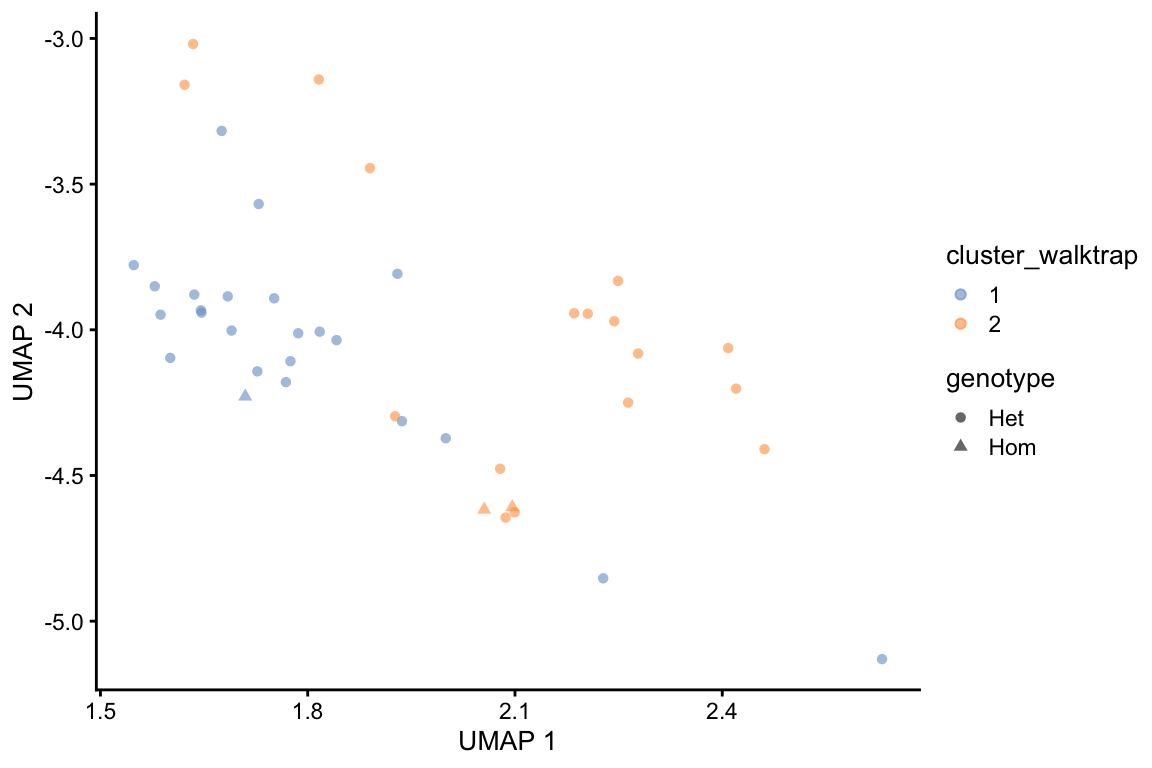 -3.0
-3.5
-4.0
-4.5
-5.0
UMAP 2
1.5 1.8 2.1 2.4
UMAP 1
cluster_walktrap
1
2
genotype
Het
Hom